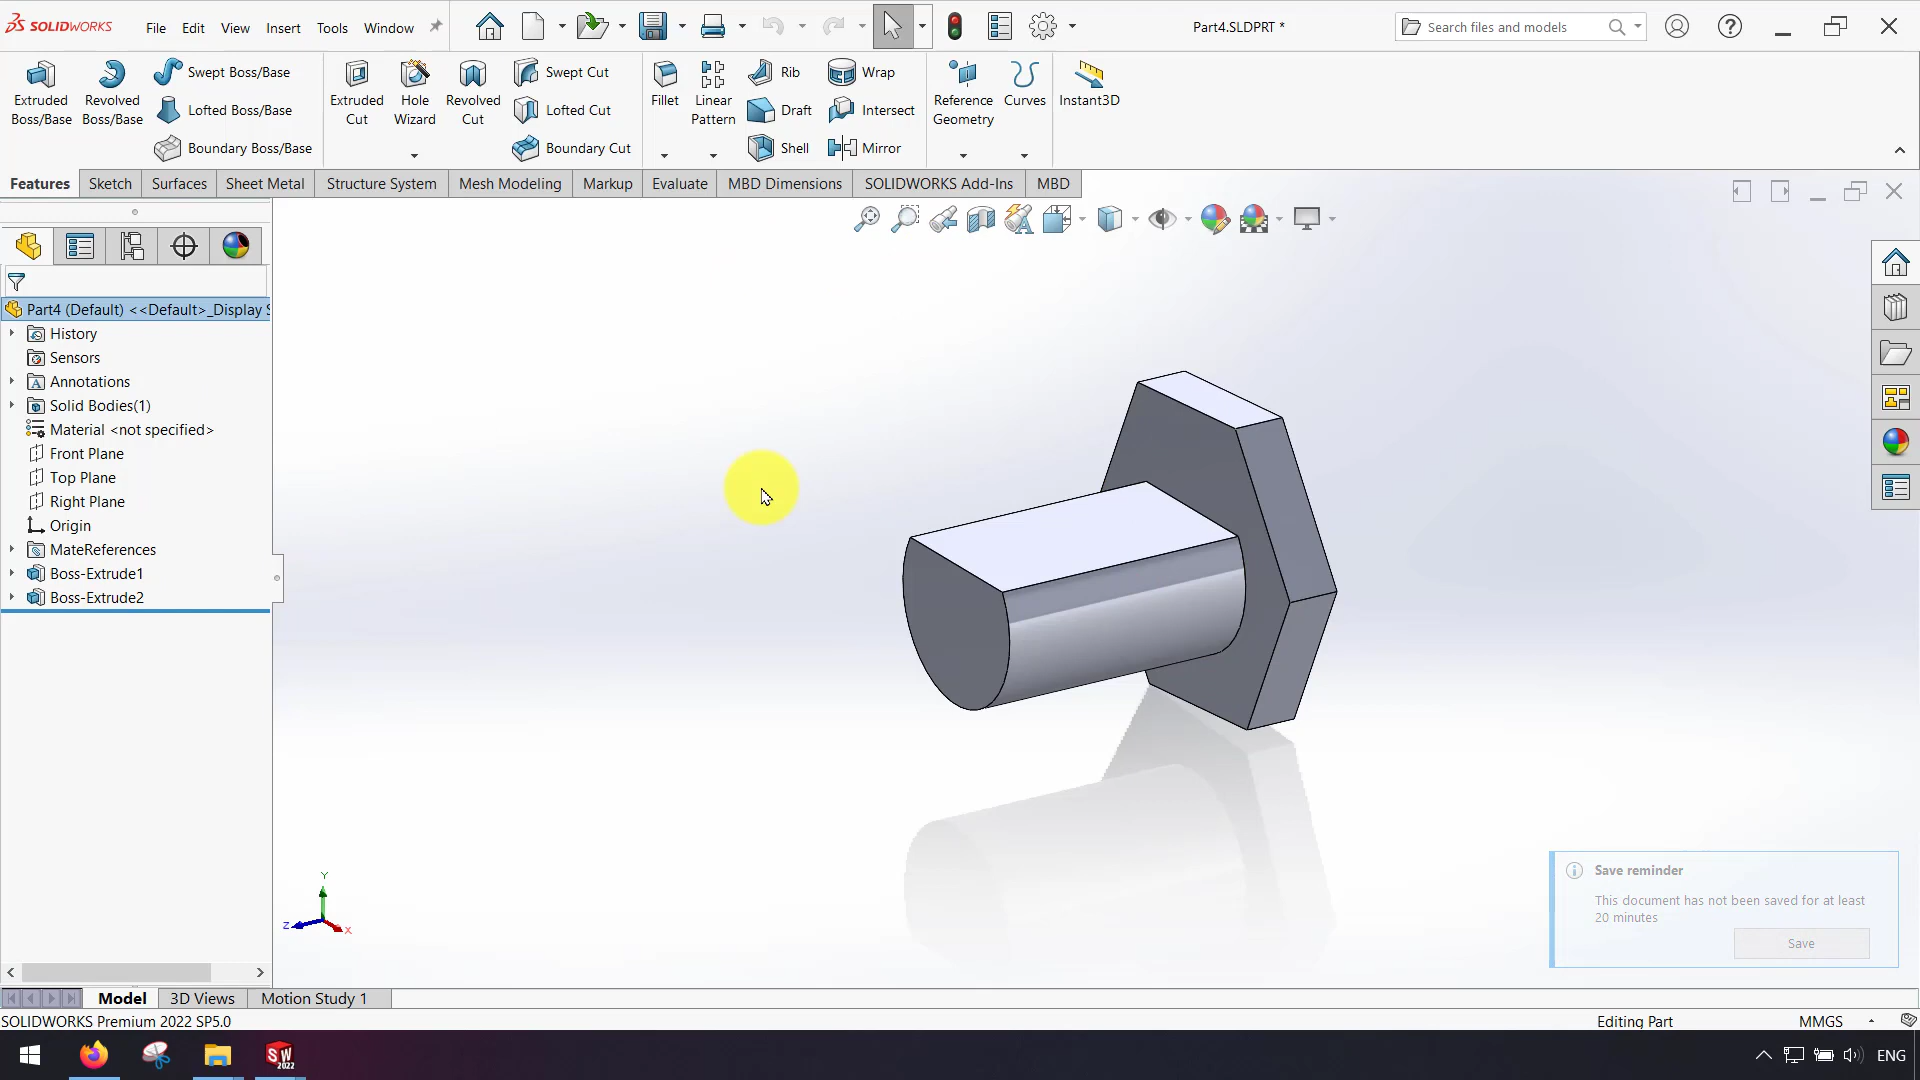 SOLIDWORKS File Edit View Insert Tools Window Part4.SLDPRT * Search files and models
Extruded Boss/Base
Revolved Boss/Base
Swept Boss/Base
Lofted Boss/Base
Boundary Boss/Base
Extruded Cut
Hole Wizard
Revolved Cut
Swept Cut
Lofted Cut
Boundary Cut
Fillet
Linear Pattern
Rib
Draft
Shell
Wrap
Intersect
Mirror
Reference Geometry
Curves
Instant3D
Features Sketch Surfaces Sheet Metal Structure System Mesh Modeling Markup Evaluate MBD Dimensions SOLIDWORKS Add-Ins MBD
Part4 (Default) <<Default>_Display S
History
Sensors
Annotations
Solid Bodies(1)
Material <not specified>
Front Plane
Top Plane
Right Plane
Origin
MateReferences
Boss-Extrude1
Boss-Extrude2
Y
Z
X
Save reminder
This document has not been saved for at least
20 minutes
Save
Model 3D Views Motion Study 1
SOLIDWORKS Premium 2022 SP5.0 Editing Part MMGS
SW 2022
ENG